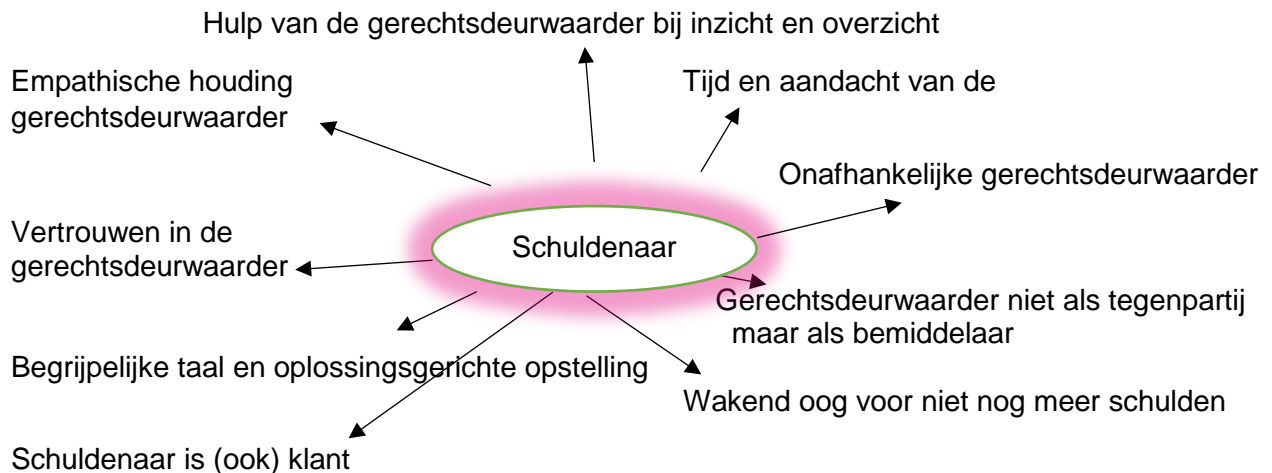 Hulp van de gerechtsdeurwaarder bij inzicht en overzicht
Empathische houding
gerechtsdeurwaarder
Tijd en aandacht van de
Onafhankelijke gerechtsdeurwaarder
Vertrouwen in de
gerechtsdeurwaarder
Schuldenaar
Gerechtsdeurwaarder niet als tegenpartij
maar als bemiddelaar
Begrijpelijke taal en oplossingsgerichte opstelling
Wakend oog voor niet nog meer schulden
Schuldenaar is (ook) klant